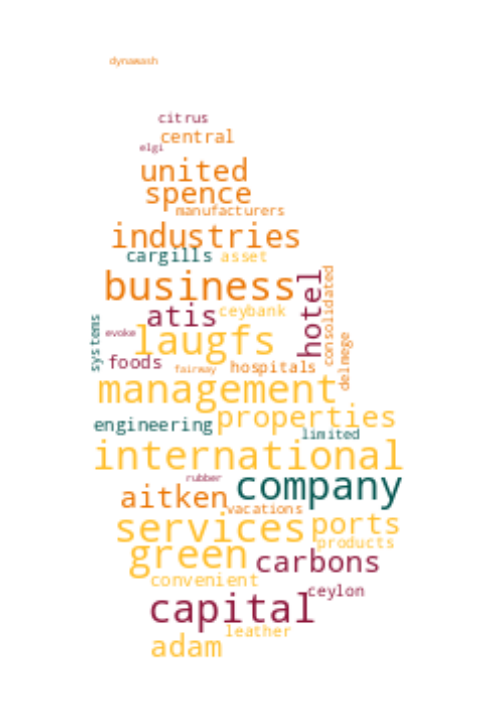 dynawash
citrus
central
elgi
united
spence
manufacturers
industries
cargills asset
business
hotel
consolidated
atis ceybank
systems
evoke laugfs
delmege
foods fairway hospitals
management
engineering properties
limited
international
rubber company
aitken vacations
services ports
green products
carbons
convenient
ceylon
capital
leather
adam